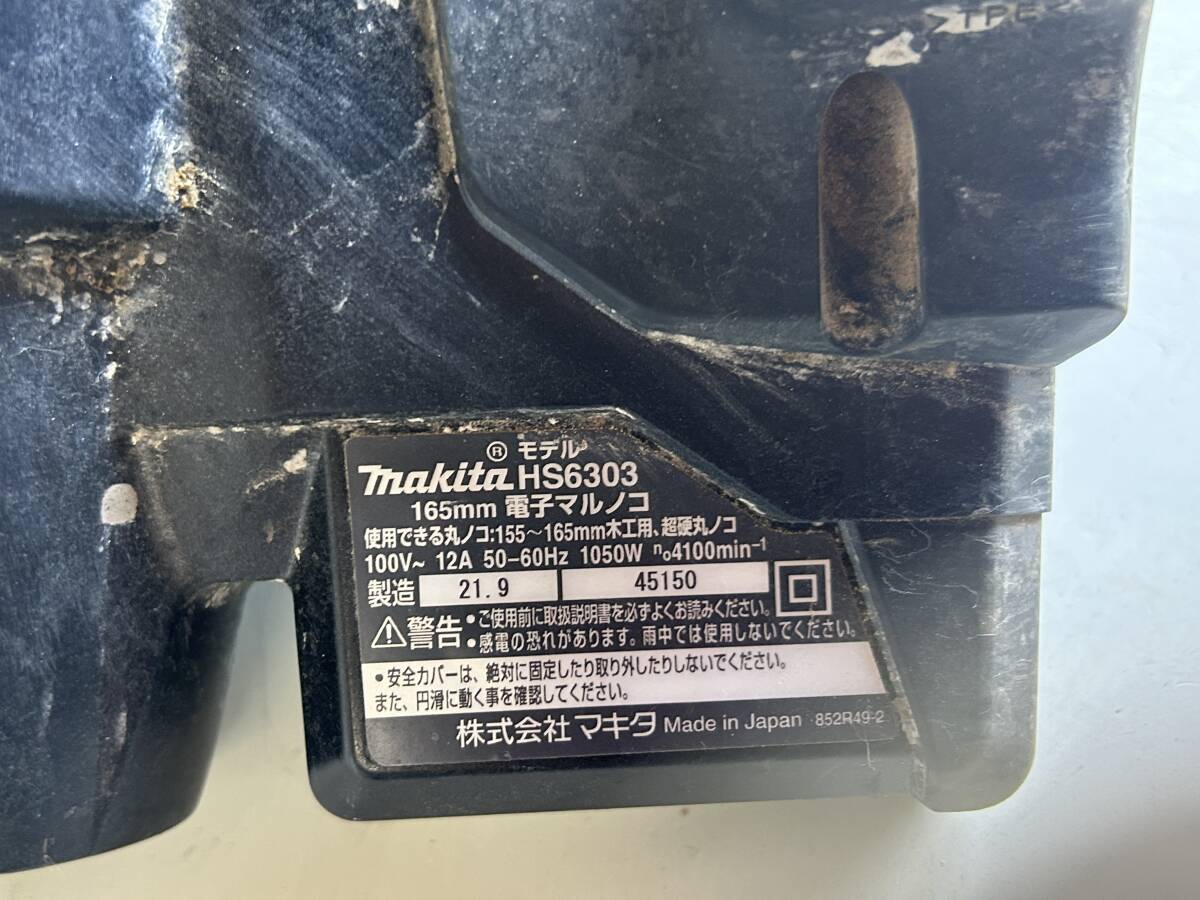 >TPE<
® モデル
makita HS6303
165mm 電子マルノコ
使用できる丸ノコ:155～165mm木工用、超硬丸ノコ
100V~ 12A 50-60Hz 1050W n₀4100min⁻¹
製造 21.9 45150
警告 •ご使用前に取扱説明書を必ずよくお読みください。
•感電の恐れがあります。雨中では使用しないでください。
•安全カバーは、絶対に固定したり取り外したりしないでください。
また、円滑に動く事を確認してください。
株式会社マキタ Made in Japan 852R49-2